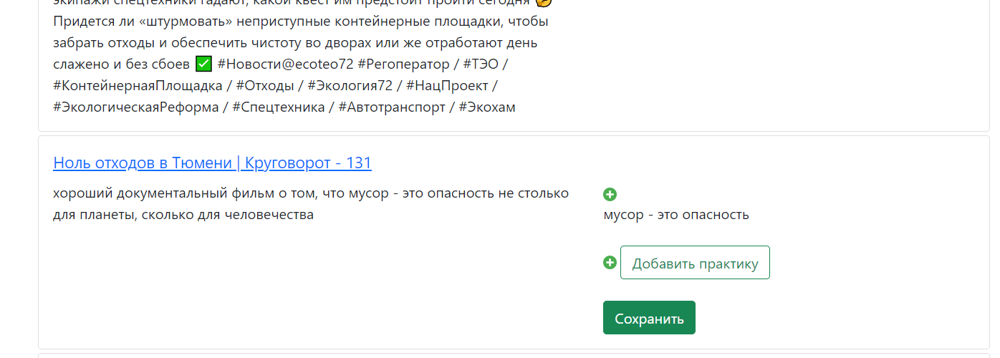 экипажи спецтехники гадают, какой квест им предстоит пройти сегодня 🤔
Придется ли «штурмовать» неприступные контейнерные площадки, чтобы
забрать отходы и обеспечить чистоту во дворах или же отработают день
слажено и без сбоев ✅ #Новости@ecoteo72 #Регоператор / #ТЭО /
#КонтейнернаяПлощадка / #Отходы / #Экология72 / #НацПроект /
#ЭкологическаяРеформа / #Спецтехника / #Автотранспорт / #Экохам
Ноль отходов в Тюмени | Круговорот - 131
хороший документальный фильм о том, что мусор - это опасность не столько
для планеты, сколько для человечества
мусор - это опасность
Добавить практику
Сохранить